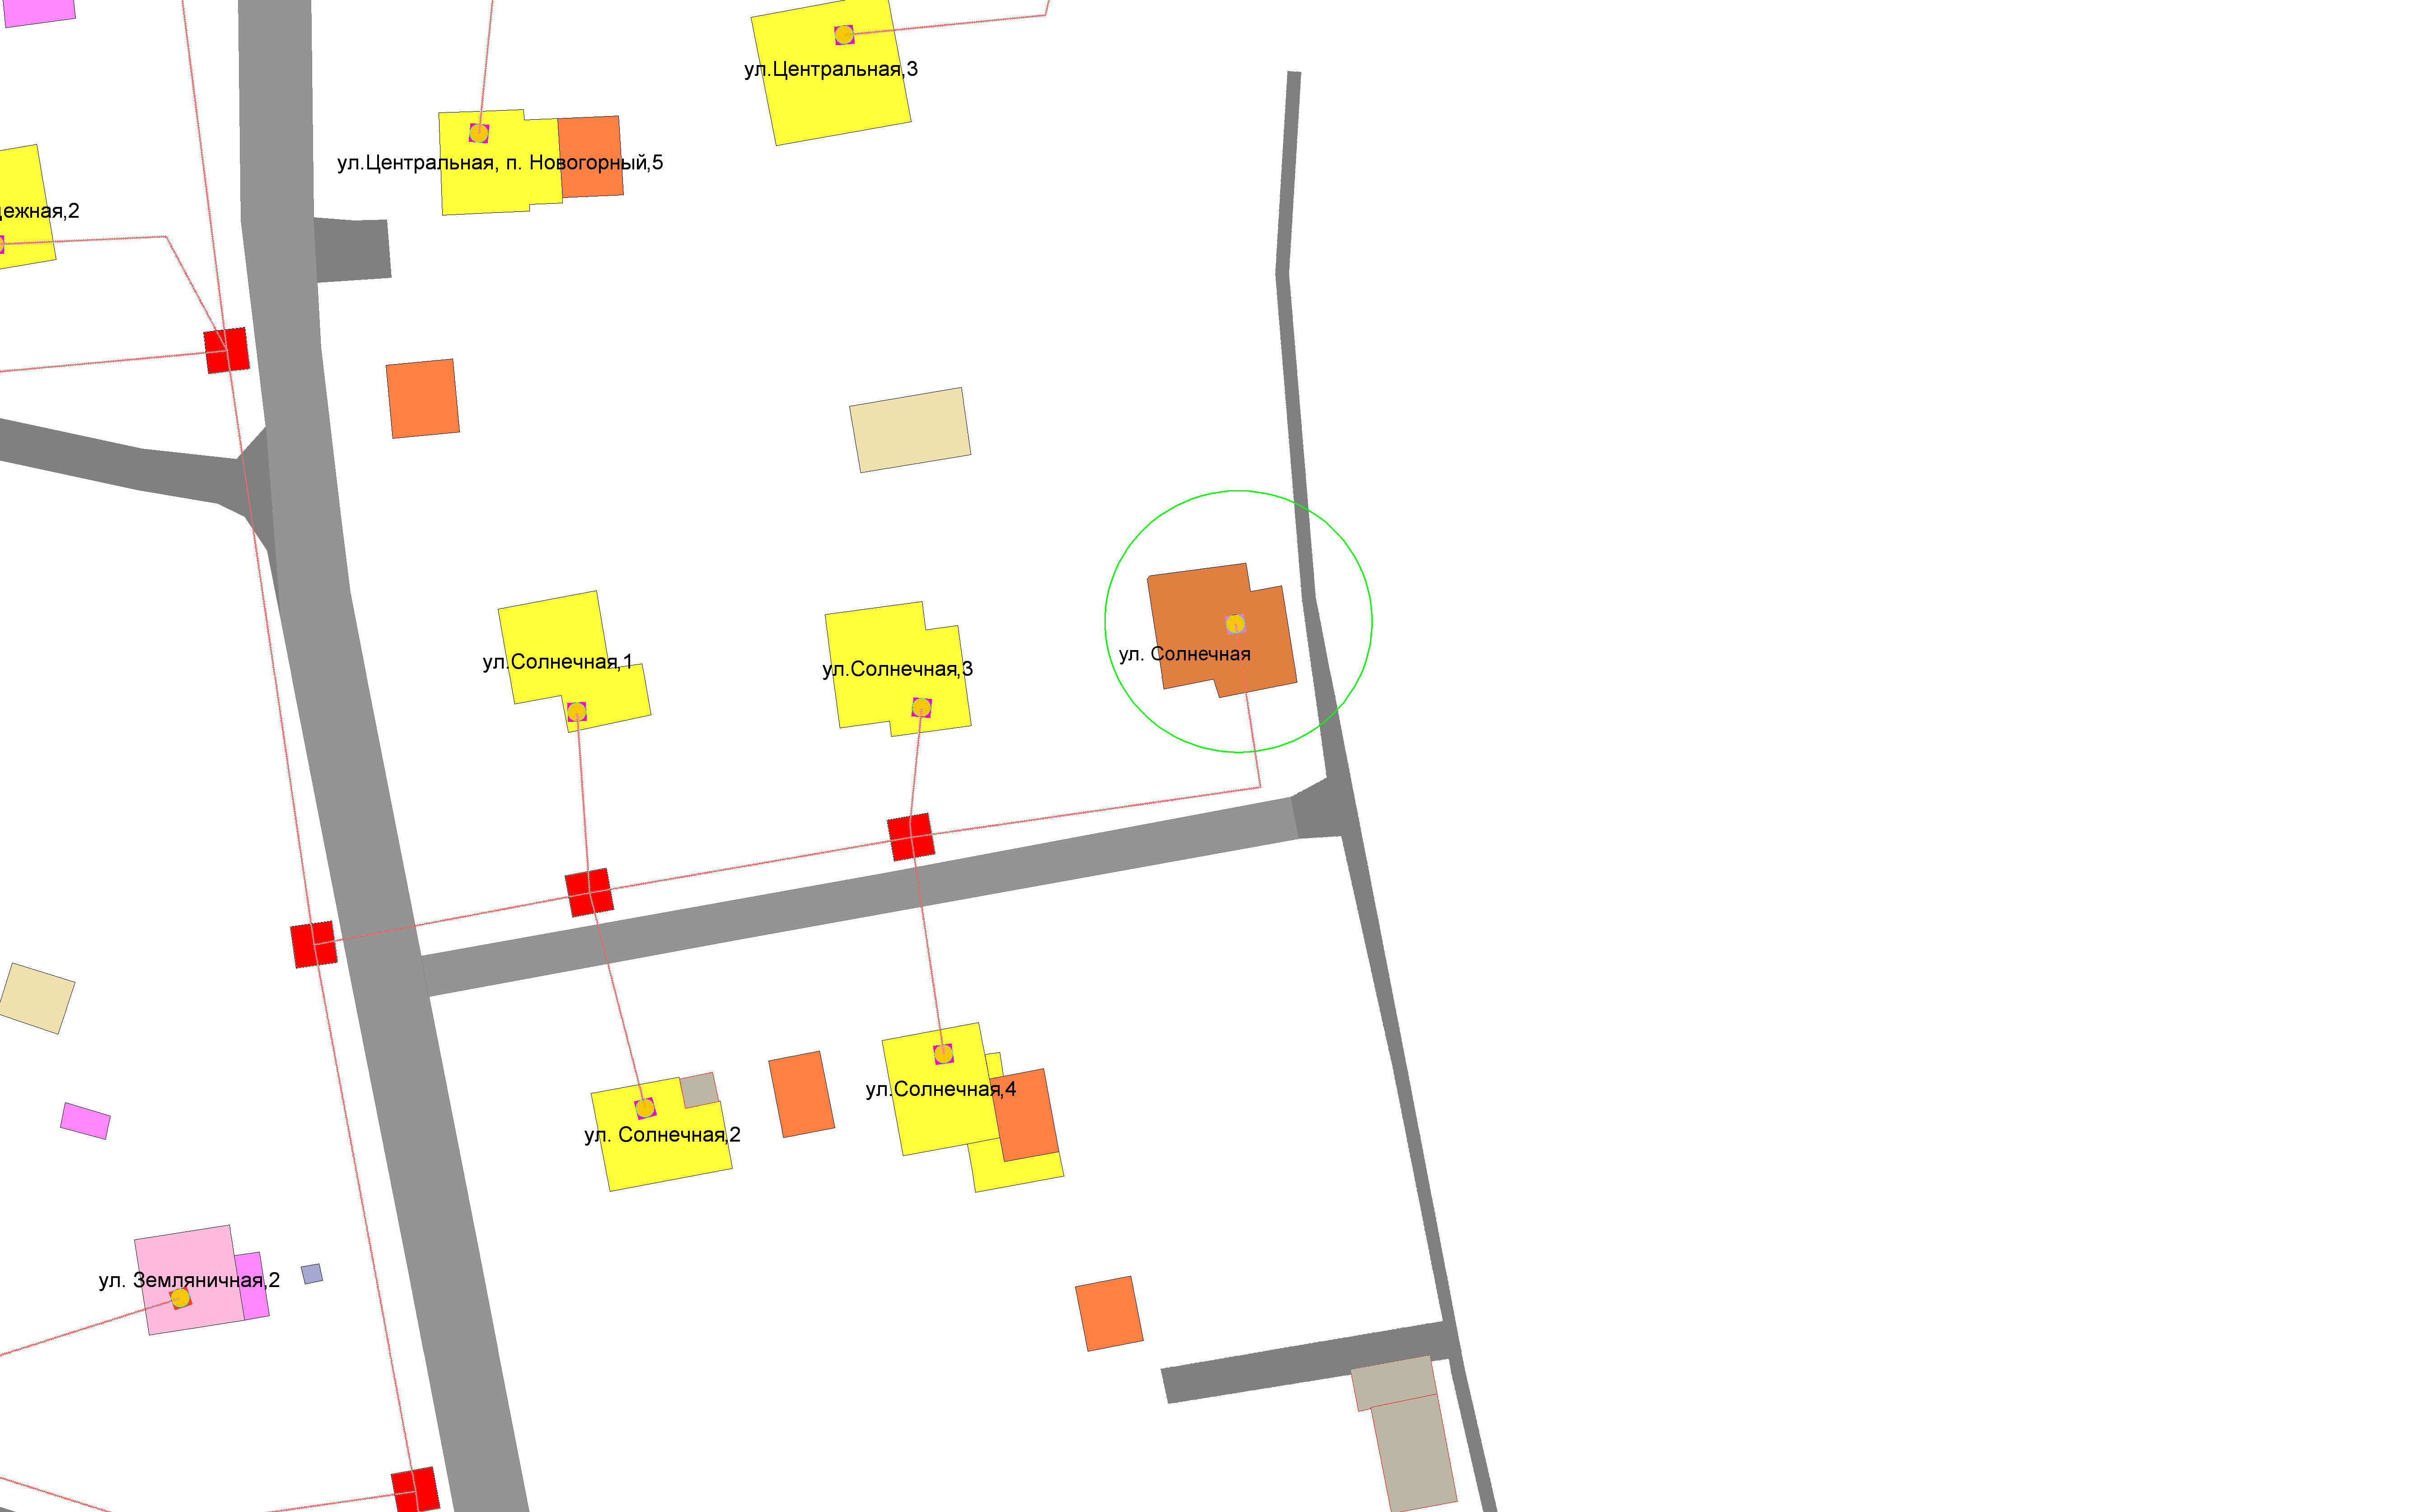 ул.Центральная,3
ул.Центральная, п. Новогорный,5
ежная,2
ул.Солнечная,1
ул.Солнечная,3
ул. Солнечная
ул.Солнечная,4
ул. Солнечная,2
ул. Земляничная,2